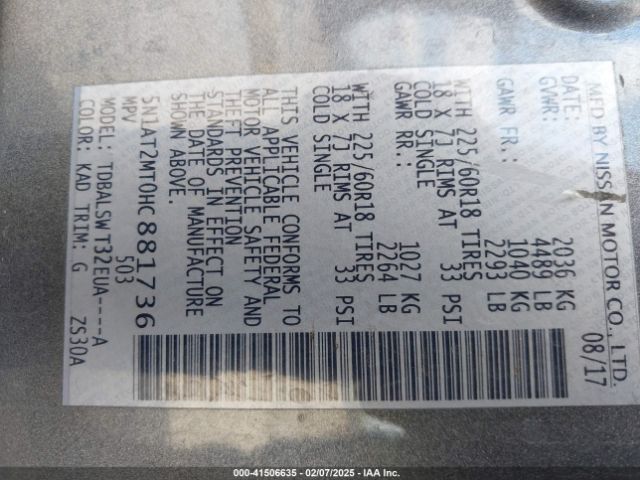 MFD BY NISSAN MOTOR CO., LTD.
08/17
GVWR: 2036 KG
4489 LB
GAWR FR.: 1040 KG
2293 LB
WITH 225/60R18 TIRES
18 X 7J RIMS AT 33 PSI
COLD SINGLE
GAWR RR.: 1027 KG
2264 LB
WITH 225/60R18 TIRES
18 X 7J RIMS AT 33 PSI
COLD SINGLE
THIS VEHICLE CONFORMS TO
ALL APPLICABLE FEDERAL
MOTOR VEHICLE SAFETY AND
THEFT PREVENTION
STANDARDS IN EFFECT ON
THE DATE OF MANUFACTURE
SHOWN ABOVE.
5N1AT2MT0HC881736
MPV 503
MODEL: TDBALSWT32EUA----A
COLOR: KAD TRIM: G ZS30A
000-41506635 - 02/07/2025 - IAA Inc.